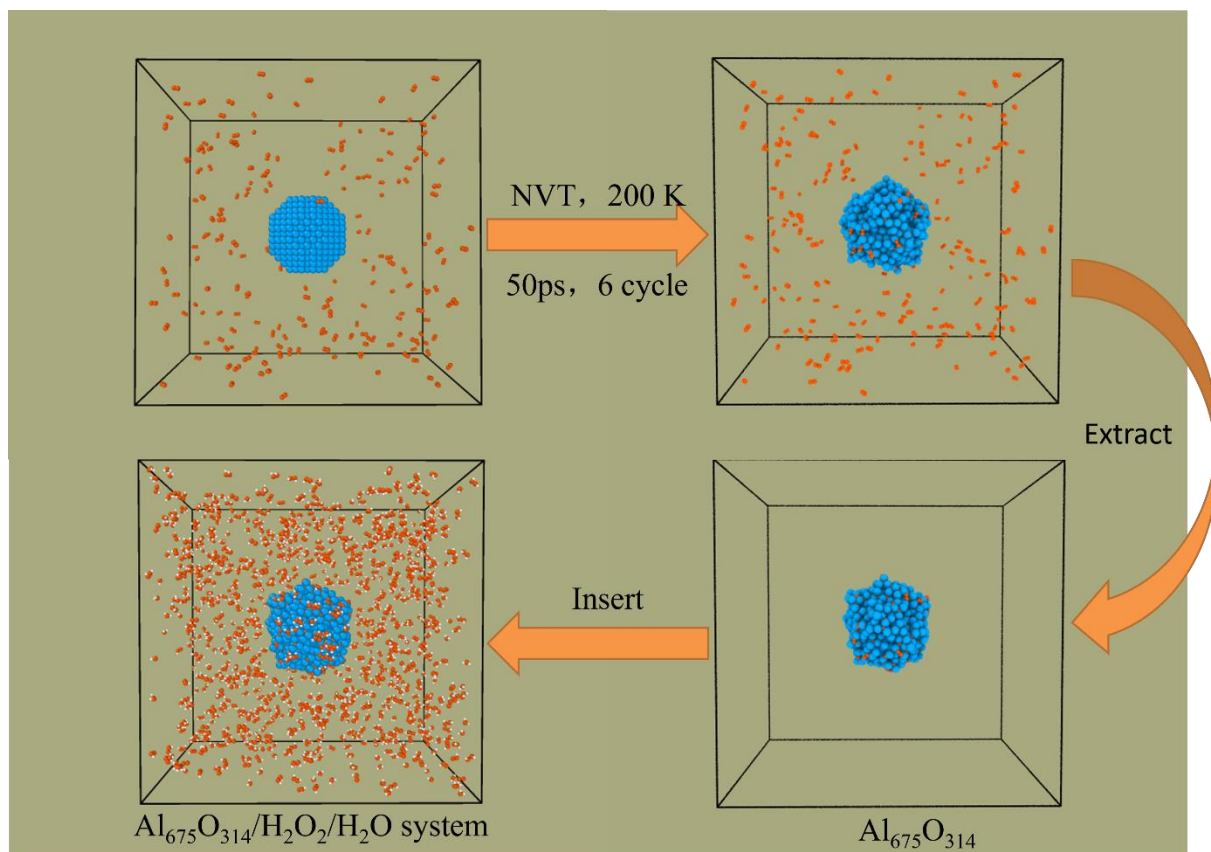 NVT，200 K
50ps，6 cycle
Extract
Insert
Al₆₇₅O₃₁₄/H₂O₂/H₂O system
Al₆₇₅O₃₁₄